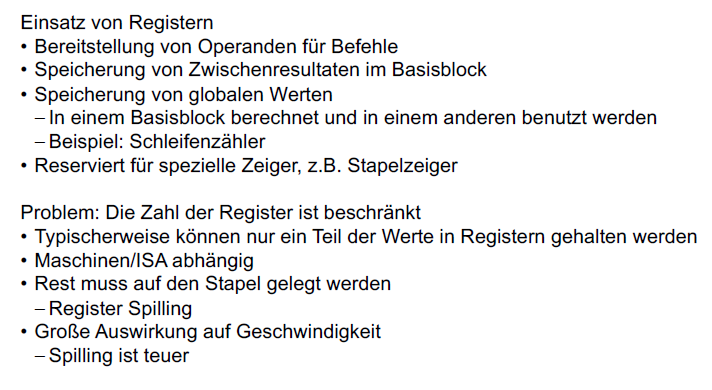 Einsatz von Registern
• Bereitstellung von Operanden für Befehle
• Speicherung von Zwischenresultaten im Basisblock
• Speicherung von globalen Werten
– In einem Basisblock berechnet und in einem anderen benutzt werden
– Beispiel: Schleifenzähler
• Reserviert für spezielle Zeiger, z.B. Stapelzeiger
Problem: Die Zahl der Register ist beschränkt
• Typischerweise können nur ein Teil der Werte in Registern gehalten werden
• Maschinen/ISA abhängig
• Rest muss auf den Stapel gelegt werden
– Register Spilling
• Große Auswirkung auf Geschwindigkeit
– Spilling ist teuer